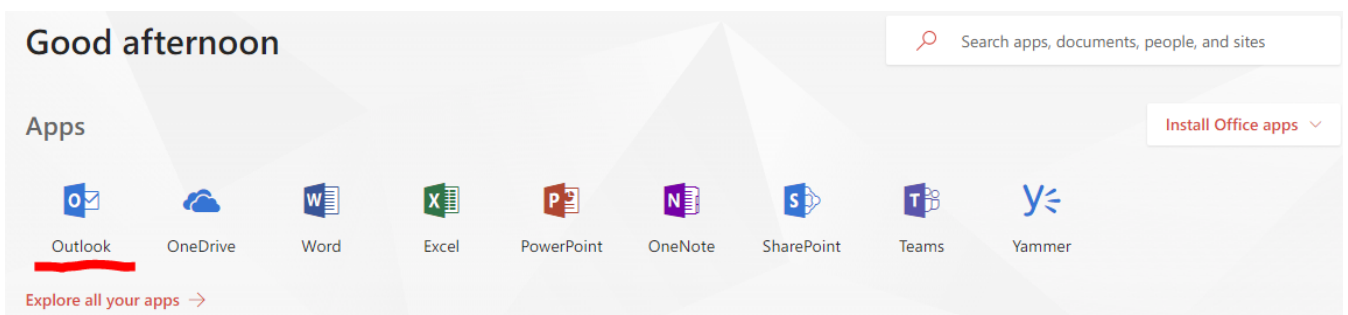 Good afternoon
Search apps, documents, people, and sites
Apps
Install Office apps
Outlook OneDrive Word Excel PowerPoint OneNote SharePoint Teams Yammer
Explore all your apps →